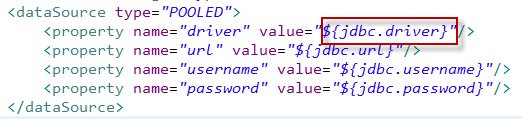 <dataSource type="POOLED">
<property name="driver" value="${jdbc.driver}"/>
<property name="url" value="${jdbc.url}"/>
<property name="username" value="${jdbc.username}"/>
<property name="password" value="${jdbc.password}"/>
</dataSource>